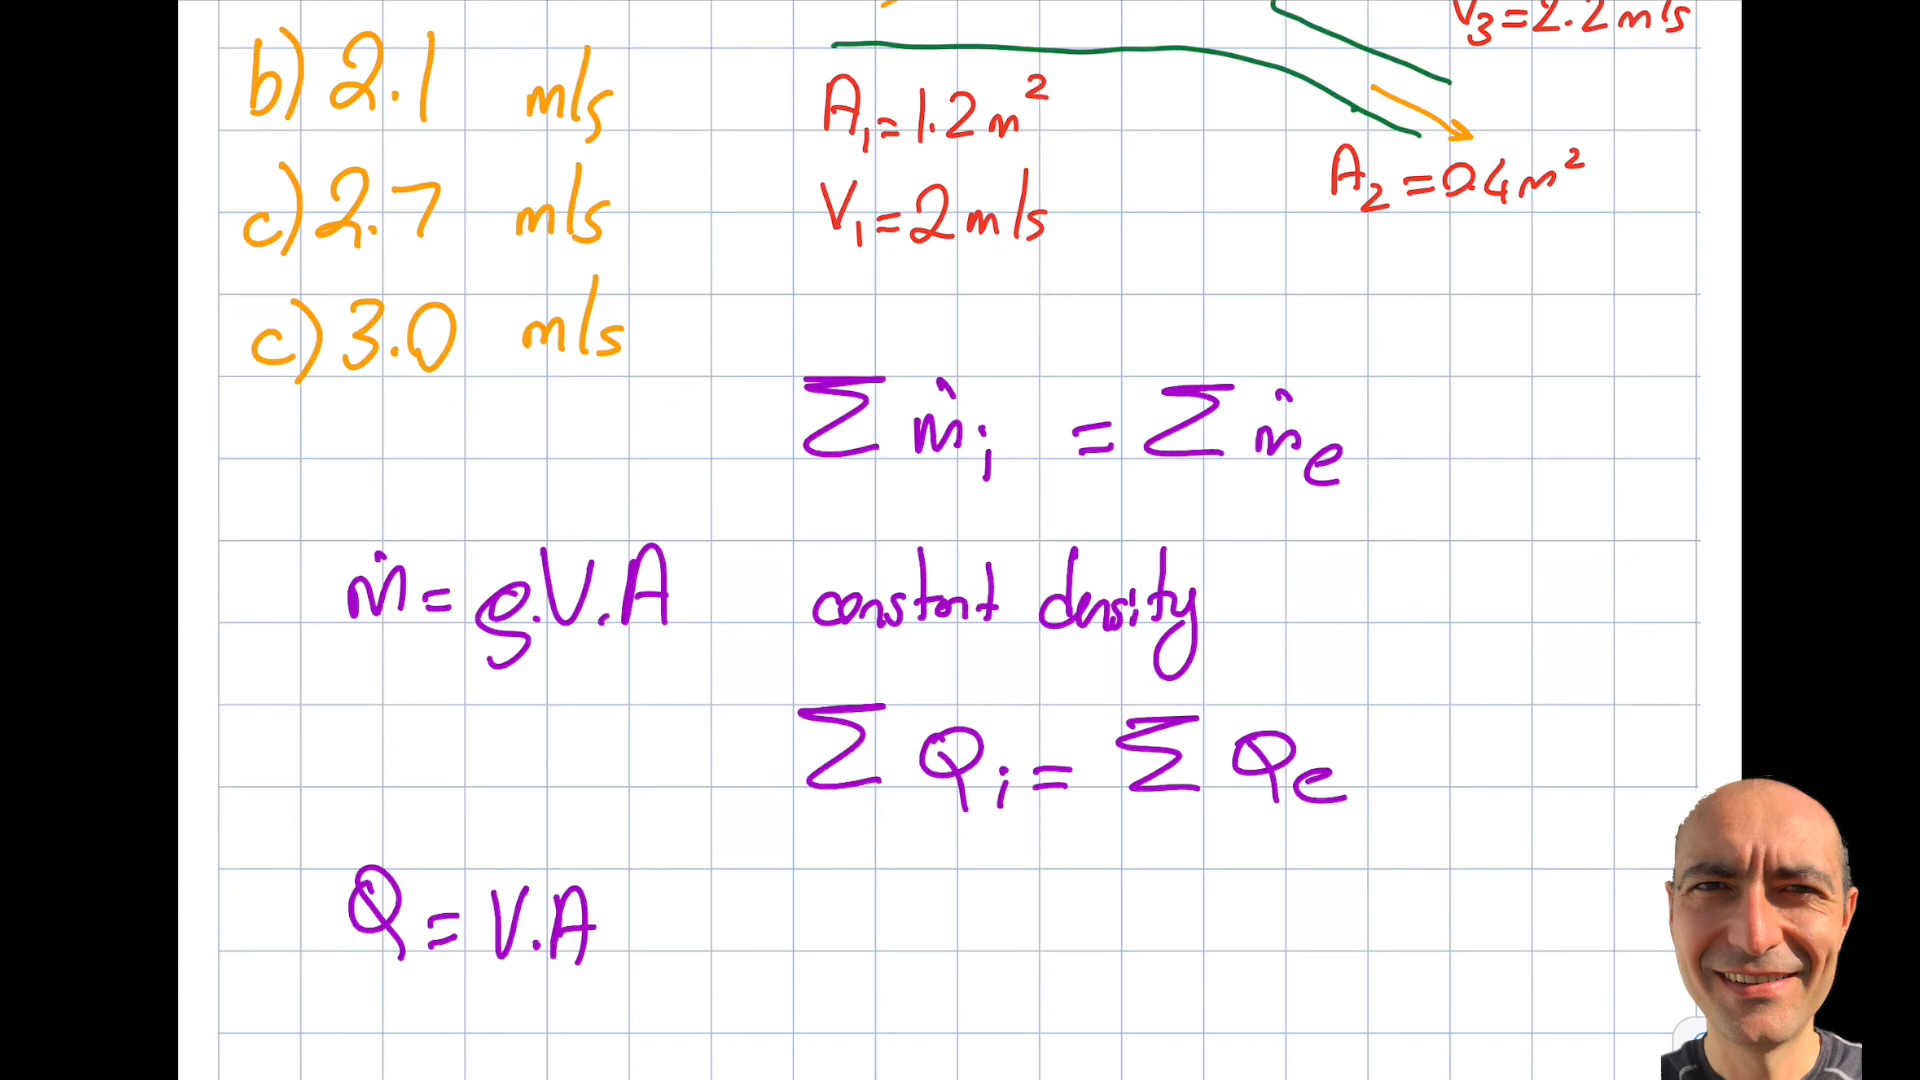 V₃=2.2 m/s
b) 2.1 m/s
A₁=1.2 m²
c) 2.7 m/s
A₂=0.4 m²
V₁=2 m/s
c) 3.0 m/s
Σ ṁᵢ = Σ ṁₑ
ṁ= ρ.V.A constant density
Σ Qᵢ = Σ Qₑ
Q = V.A